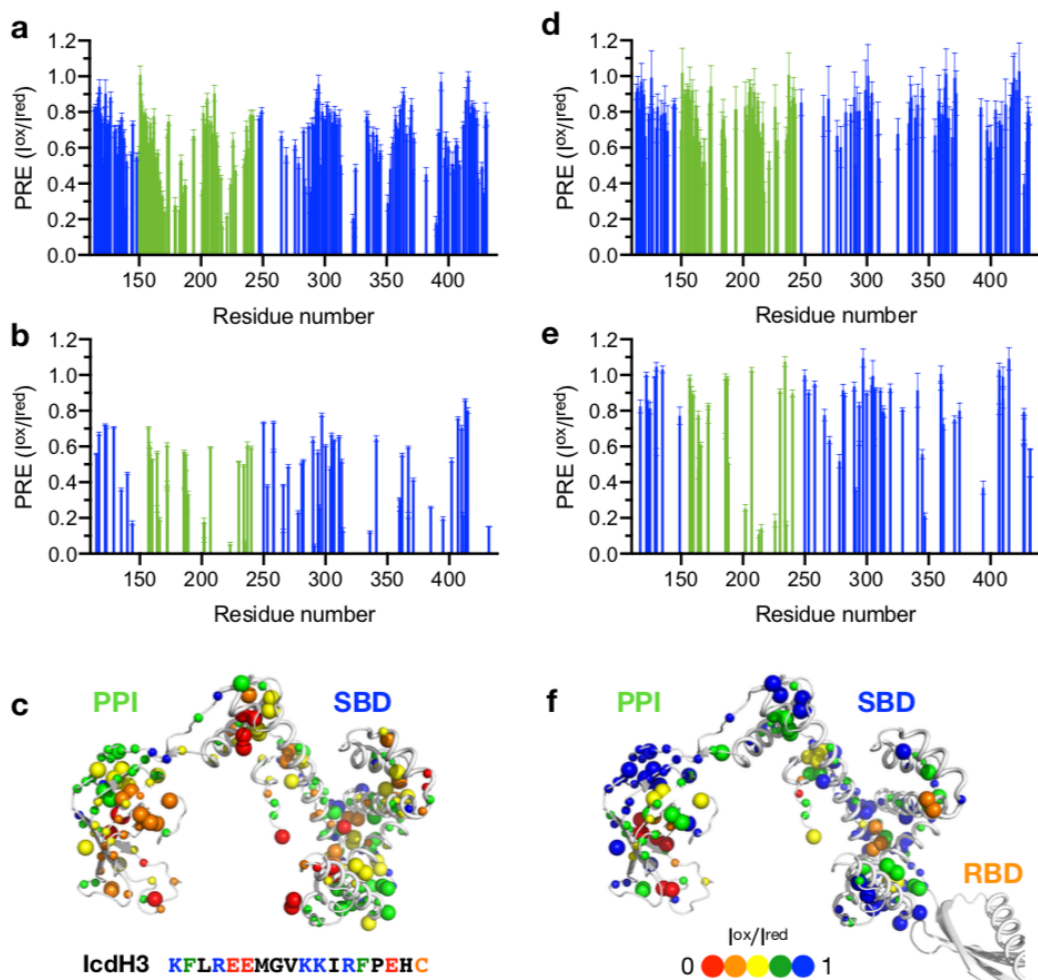 a
1.2
1.0
0.8
0.6
0.4
0.2
0.0
PRE (Iᵒˣ/Iʳᵉᵈ)
150 200 250 300 350 400
Residue number
b
1.2
1.0
0.8
0.6
0.4
0.2
0.0
PRE (Iᵒˣ/Iʳᵉᵈ)
150 200 250 300 350 400
Residue number
c
PPI SBD
IcdH3 KFLREEMGVKKIRFPEHC
d
1.2
1.0
0.8
0.6
0.4
0.2
0.0
PRE (Iᵒˣ/Iʳᵉᵈ)
150 200 250 300 350 400
Residue number
e
1.2
1.0
0.8
0.6
0.4
0.2
0.0
PRE (Iᵒˣ/Iʳᵉᵈ)
150 200 250 300 350 400
Residue number
f
PPI SBD
RBD
Iᵒˣ/Iʳᵉᵈ
0 1